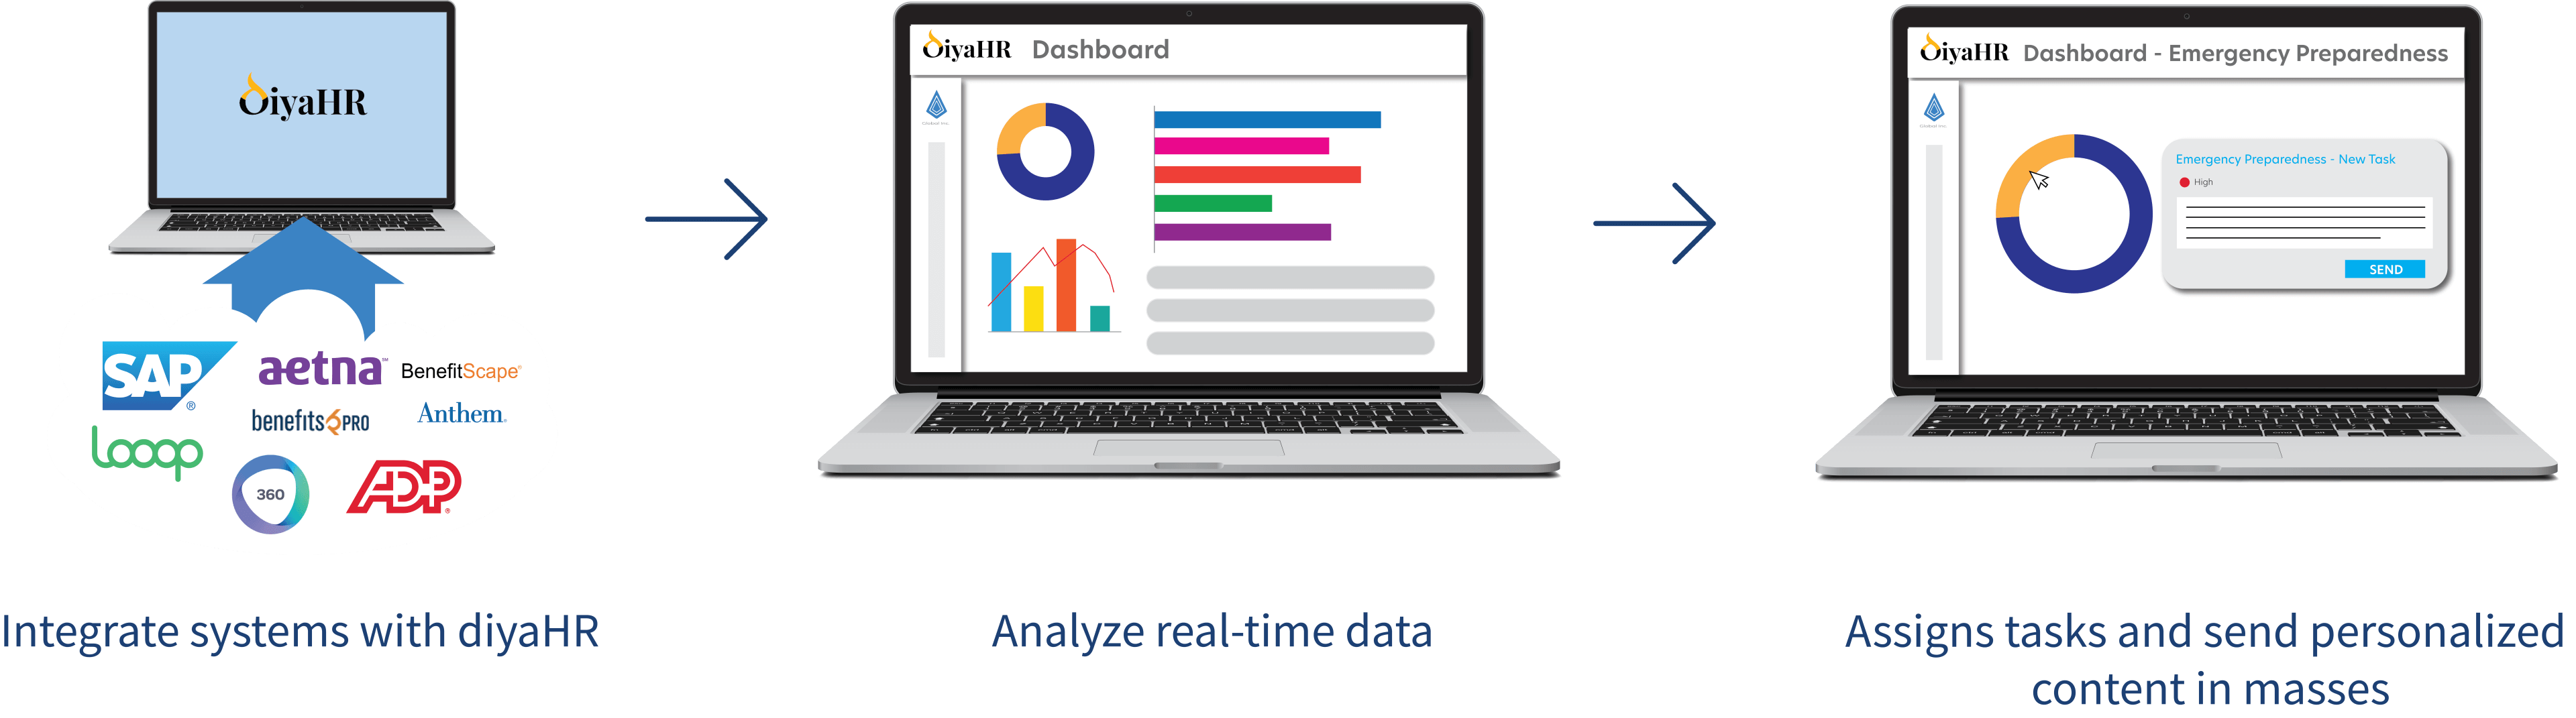 diyaHR
SAP
®
aetna℠
BenefitScape®
benefitsPRO
Anthem®
Looop
360
ADP®
Integrate systems with diyaHR
diyaHR Dashboard
Analyze real-time data
diyaHR Dashboard - Emergency Preparedness
Emergency Preparedness - New Task
High
SEND
Assigns tasks and send personalized
content in masses